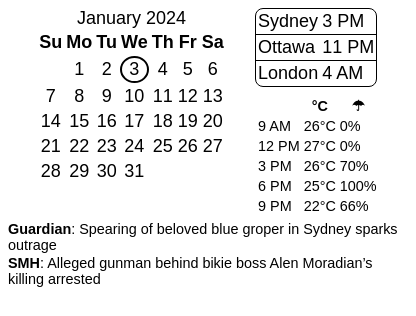 January 2024
Su Mo Tu We Th Fr Sa
1 2 3 4 5 6
7 8 9 10 11 12 13
14 15 16 17 18 19 20
21 22 23 24 25 26 27
28 29 30 31
Sydney 3 PM
Ottawa 11 PM
London 4 AM
°C ☂
9 AM 26°C 0%
12 PM 27°C 0%
3 PM 26°C 70%
6 PM 25°C 100%
9 PM 22°C 66%
Guardian: Spearing of beloved blue groper in Sydney sparks
outrage
SMH: Alleged gunman behind bikie boss Alen Moradian’s
killing arrested